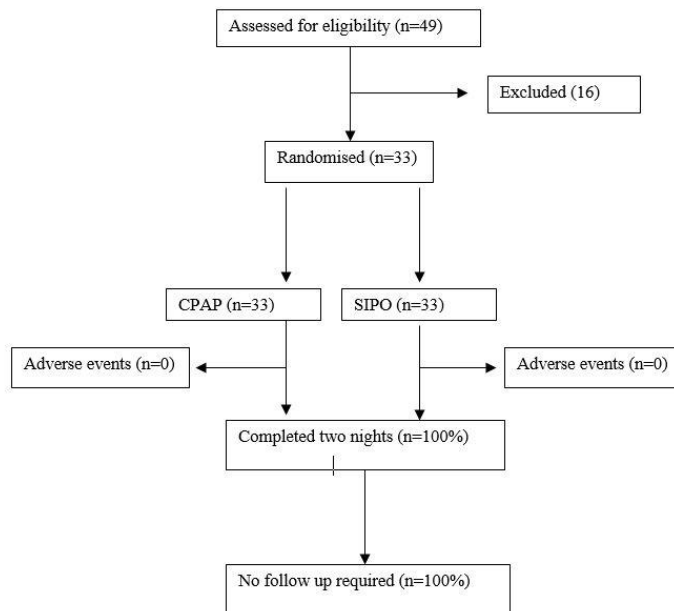 Assessed for eligibility (n=49)
Excluded (16)
Randomised (n=33)
CPAP (n=33)
SIPO (n=33)
Adverse events (n=0)
Adverse events (n=0)
Completed two nights (n=100%)
No follow up required (n=100%)